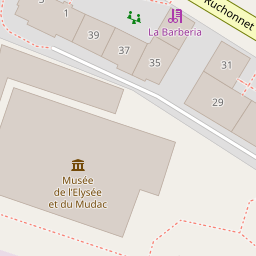 Ruchonnet
1
La Barberia
39
37
35
31
29
Musée
de l'Elysée
et du Mudac